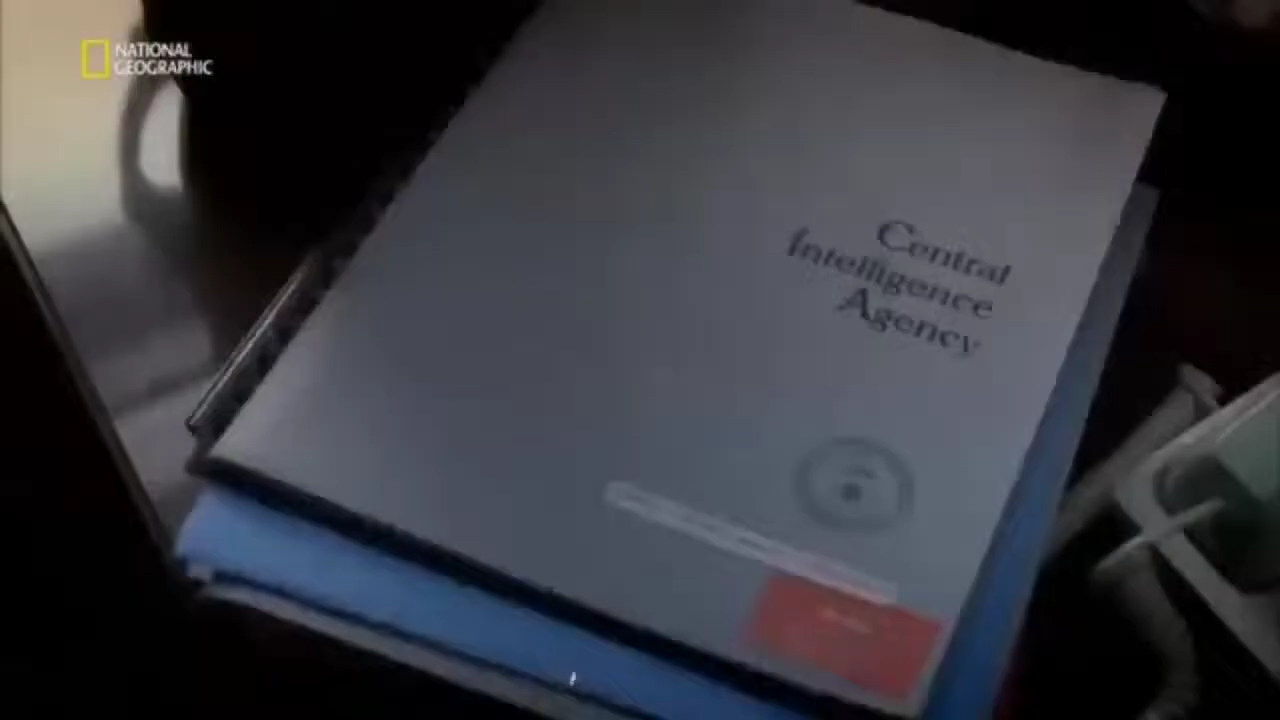 NATIONAL
GEOGRAPHIC
Central
Intelligence
Agency